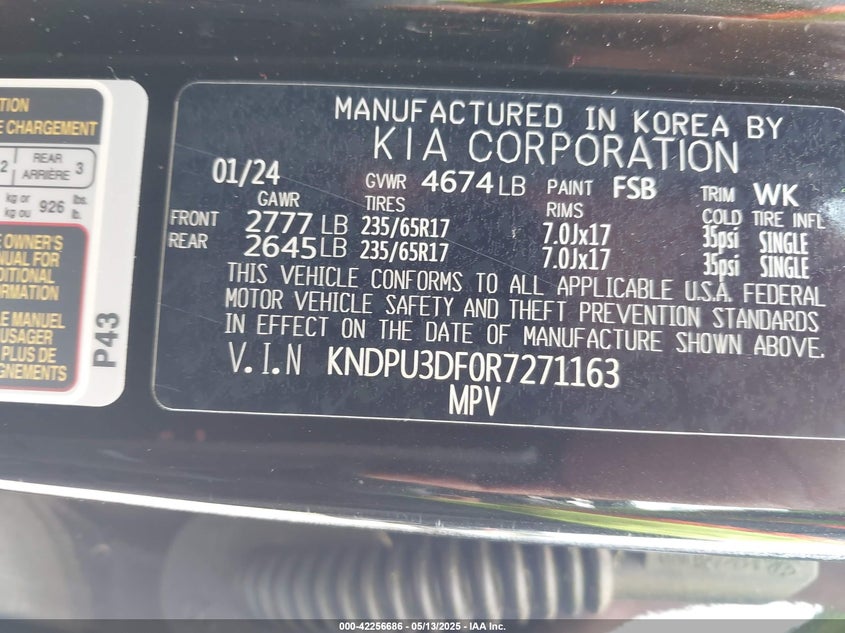 TION
E CHARGEMENT
2 REAR ARRIÈRE 3
kg or 926 lbs.
kg ou lb.
E OWNER'S
ANUAL FOR
DITIONAL
ORMATION
LE MANUEL
USAGER
PLUS DE
GNEMENTS
P43
MANUFACTURED IN KOREA BY
KIA CORPORATION
01/24 GVWR 4674 LB PAINT FSB TRIM WK
GAWR TIRES RIMS COLD TIRE INFL
FRONT 2777 LB 235/65R17 7.0Jx17 35psi SINGLE
REAR 2645 LB 235/65R17 7.0Jx17 35psi SINGLE
THIS VEHICLE CONFORMS TO ALL APPLICABLE U.S.A. FEDERAL
MOTOR VEHICLE SAFETY AND THEFT PREVENTION STANDARDS
IN EFFECT ON THE DATE OF MANUFACTURE SHOWN ABOVE.
V.I.N KNDPU3DF0R7271163
MPV
000-42256686 - 05/13/2025 - IAA Inc.